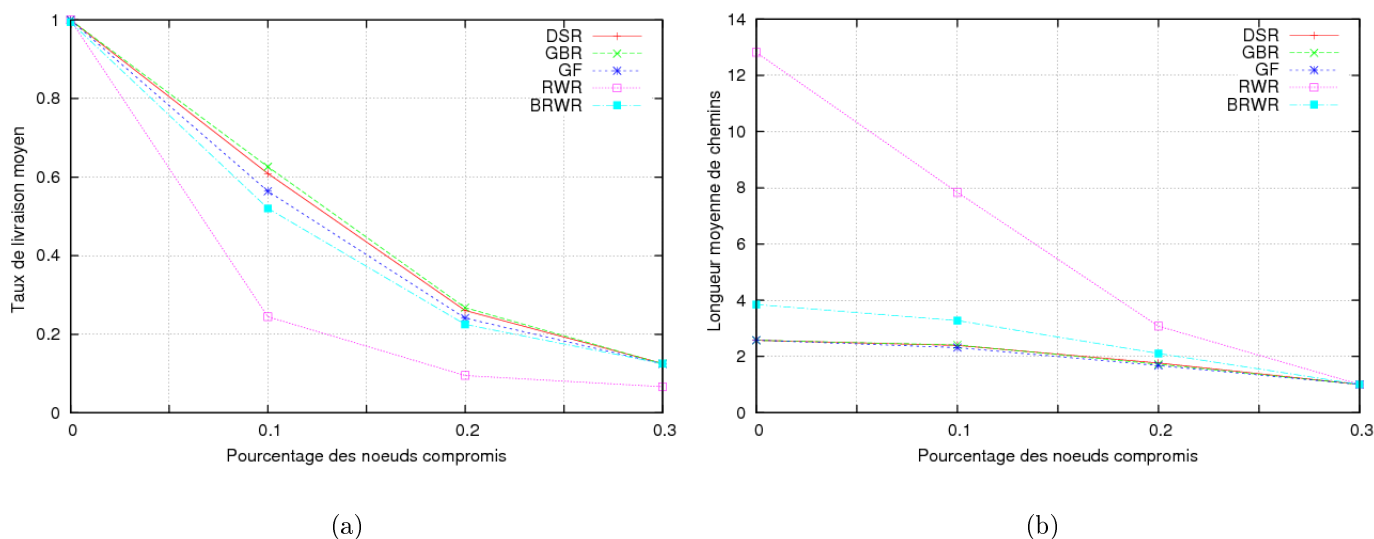 1
0.8
0.6
0.4
0.2
0
Taux de livraison moyen
DSR
GBR
GF
RWR
BRWR
0 0.1 0.2 0.3
Pourcentage des noeuds compromis
(a)
14
12
10
8
6
4
2
0
Longueur moyenne de chemins
DSR
GBR
GF
RWR
BRWR
0 0.1 0.2 0.3
Pourcentage des noeuds compromis
(b)